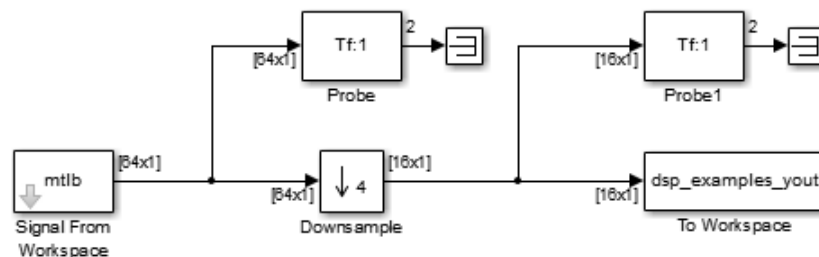 Tf:1
2
[64x1]
Probe
Tf:1
2
[16x1]
Probe1
mtlb
[64x1]
Signal From
Workspace
[64x1]
4
[16x1]
Downsample
[16x1]
dsp_examples_yout
To Workspace